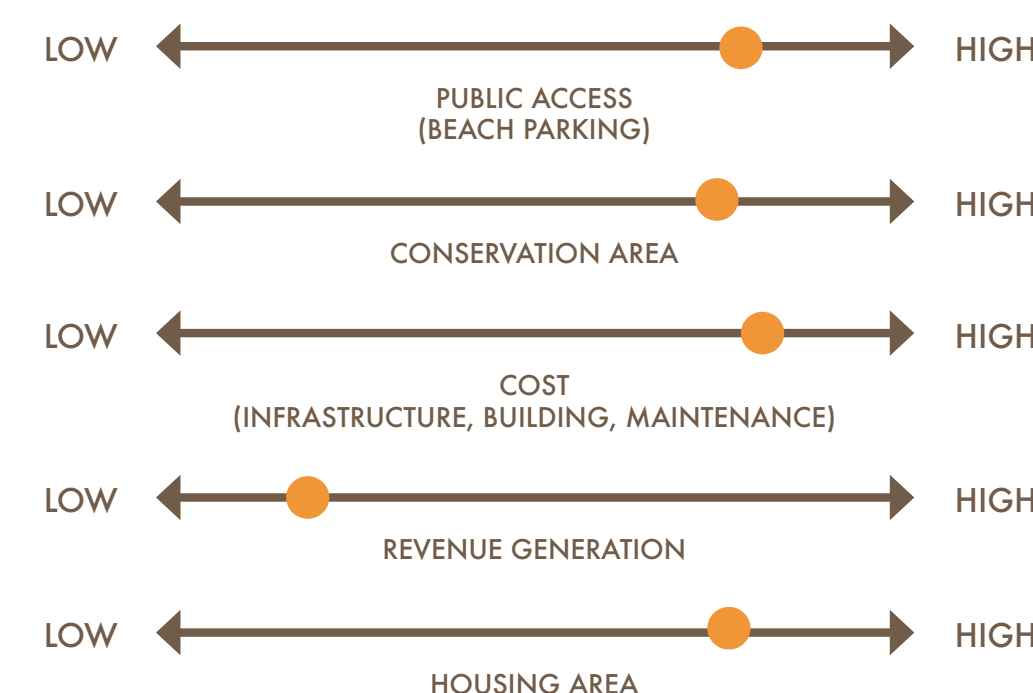 LOW HIGH
PUBLIC ACCESS
(BEACH PARKING)
LOW HIGH
CONSERVATION AREA
LOW HIGH
COST
(INFRASTRUCTURE, BUILDING, MAINTENANCE)
LOW HIGH
REVENUE GENERATION
LOW HIGH
HOUSING AREA